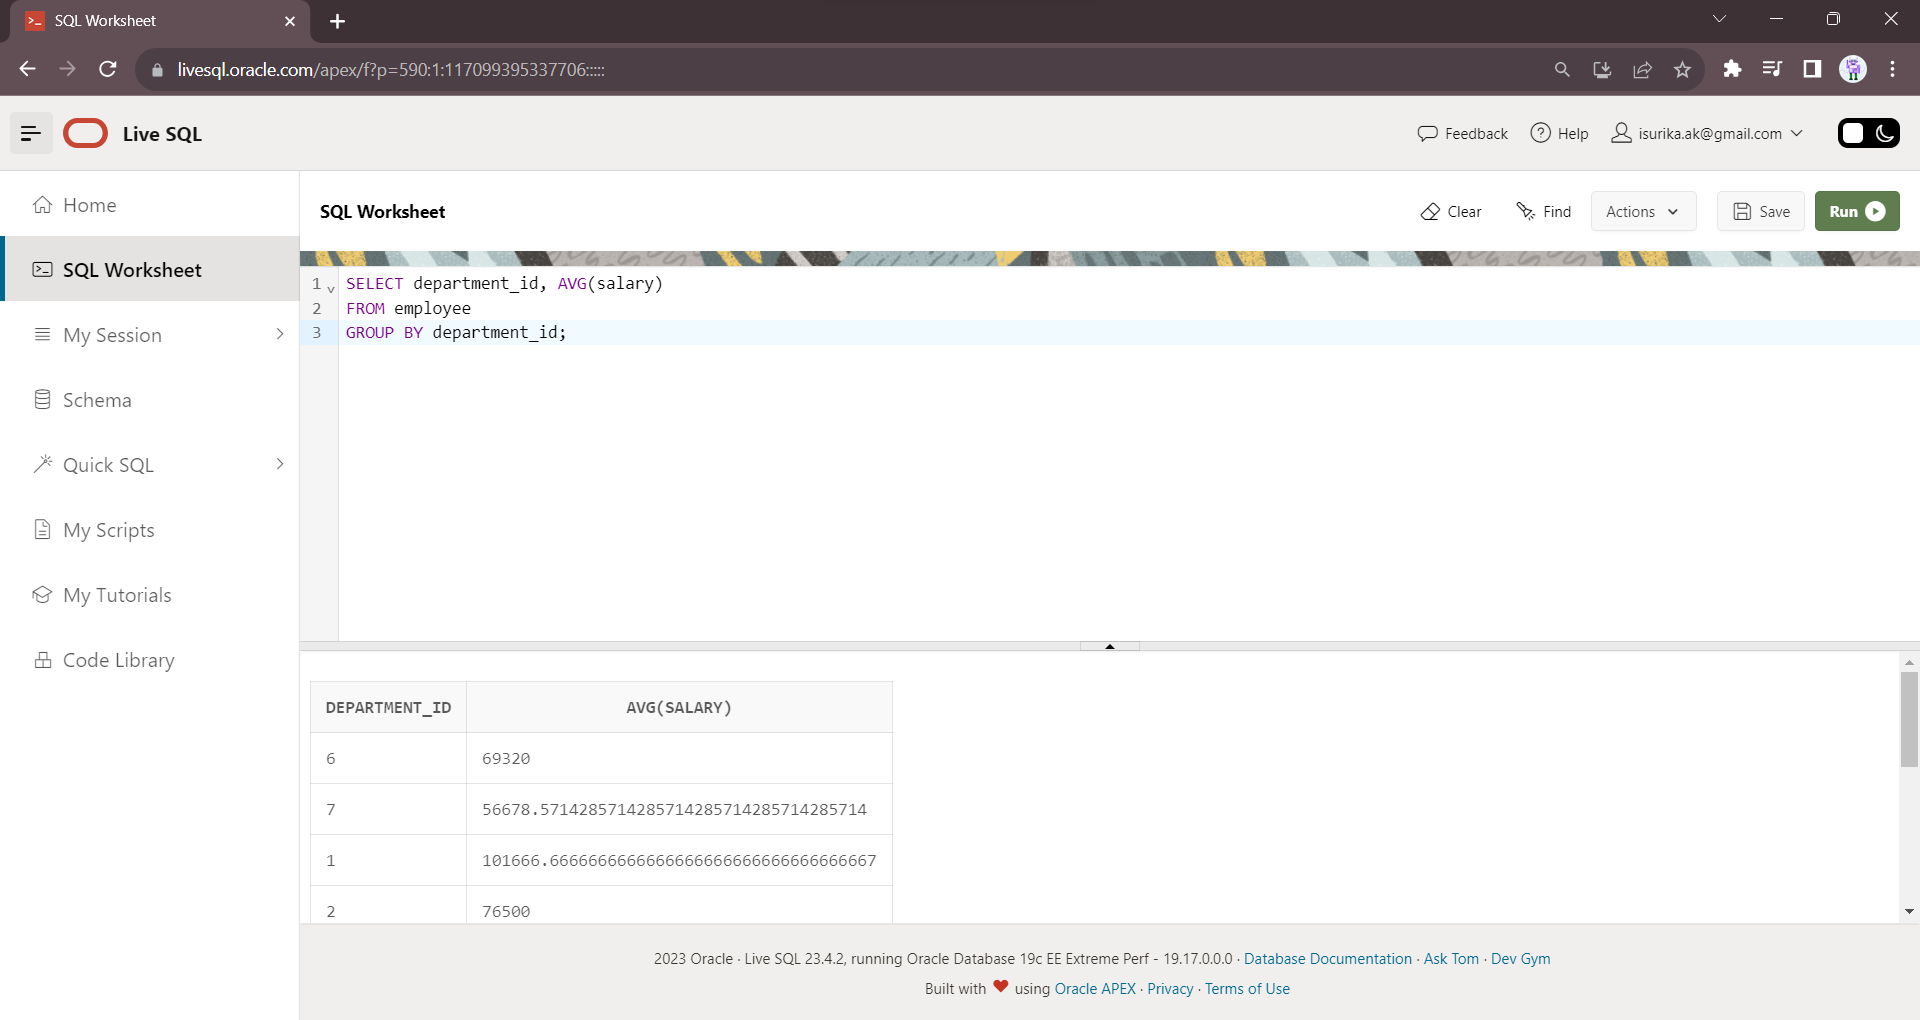 SQL Worksheet
livesql.oracle.com/apex/f?p=590:1:117099395337706:::::
Live SQL
Feedback
Help
isurika.ak@gmail.com
Home
SQL Worksheet
My Session
Schema
Quick SQL
My Scripts
My Tutorials
Code Library
SQL Worksheet
Clear
Find
Actions
Save
Run
1 SELECT department_id, AVG(salary)
2 FROM employee
3 GROUP BY department_id;
DEPARTMENT_ID AVG(SALARY)
6 69320
7 56678.5714285714285714285714285714285714
1 101666.666666666666666666666666666666667
2 76500
2023 Oracle · Live SQL 23.4.2, running Oracle Database 19c EE Extreme Perf - 19.17.0.0.0 · Database Documentation · Ask Tom · Dev Gym
Built with ❤ using Oracle APEX · Privacy · Terms of Use